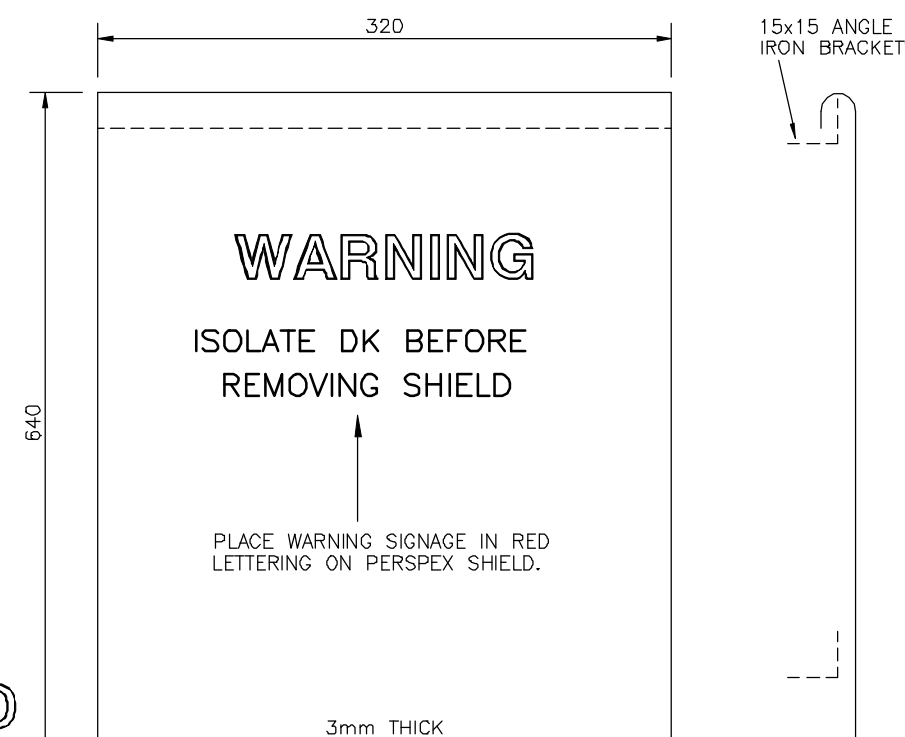 320
15x15 ANGLE
IRON BRACKET
WARNING
ISOLATE DK BEFORE
REMOVING SHIELD
640
PLACE WARNING SIGNAGE IN RED
LETTERING ON PERSPEX SHIELD.
3mm THICK